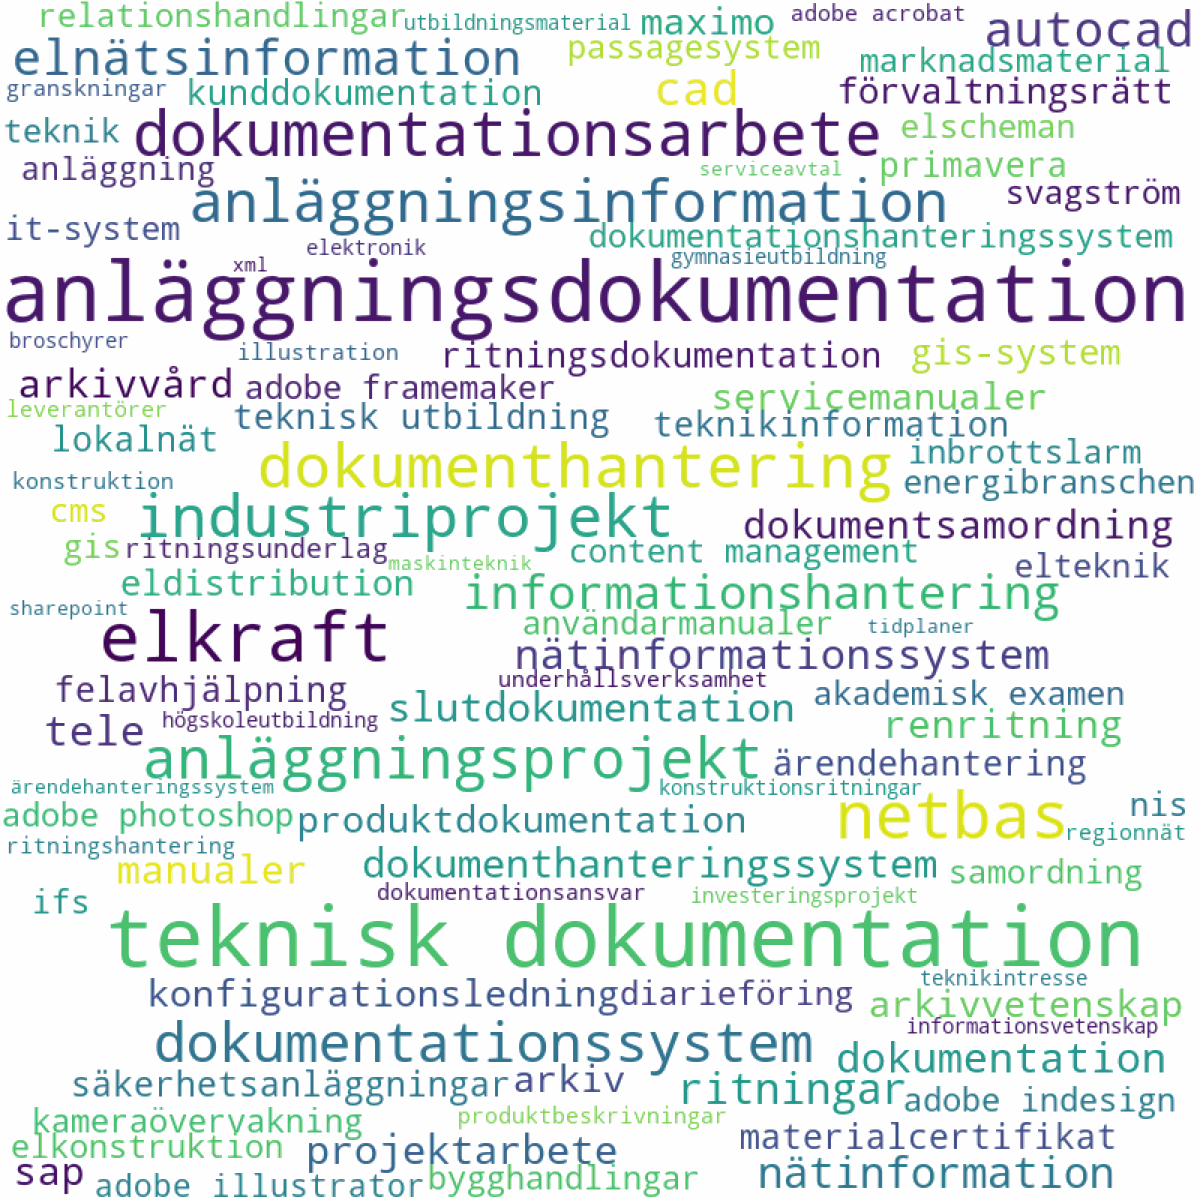 relationshandlingar utbildningsmaterial maximo adobe acrobat autocad
elnätsinformation passagesystem marknadsmaterial
granskningar kunddokumentation cad förvaltningsrätt
teknik dokumentationsarbete elscheman
anläggning serviceavtal primavera
anläggningsinformation svagström
it-system elektronik dokumentationshanteringssystem
xml gymnasieutbildning
anläggningsdokumentation
broschyrer illustration ritningsdokumentation gis-system
arkivvård adobe framemaker servicemanualer
leverantörer teknisk utbildning teknikinformation
lokalnät dokumenthantering inbrottslarm
konstruktion energibranschen
cms industriprojekt dokumentsamordning
gis ritningsunderlag maskinteknik content management elteknik
eldistribution informationshantering
sharepoint elkraft användarmanualer tidplaner
nätinformationssystem
felavhjälpning underhållsverksamhet akademisk examen
tele högskoleutbildning slutdokumentation renritning
anläggningsprojekt ärendehantering
ärendehanteringssystem konstruktionsritningar
adobe photoshop produktdokumentation netbas nis
ritningshantering regionnät
manualer dokumenthanteringssystem samordning
ifs dokumentationsansvar investeringsprojekt
teknisk dokumentation
konfigurationsledning diarieföring teknikintresse
arkivvetenskap
dokumentationssystem informationsvetenskap
dokumentation
säkerhetsanläggningar arkiv ritningar adobe indesign
kameraövervakning produktbeskrivningar
elkonstruktion projektarbete materialcertifikat
sap adobe illustrator bygghandlingar nätinformation